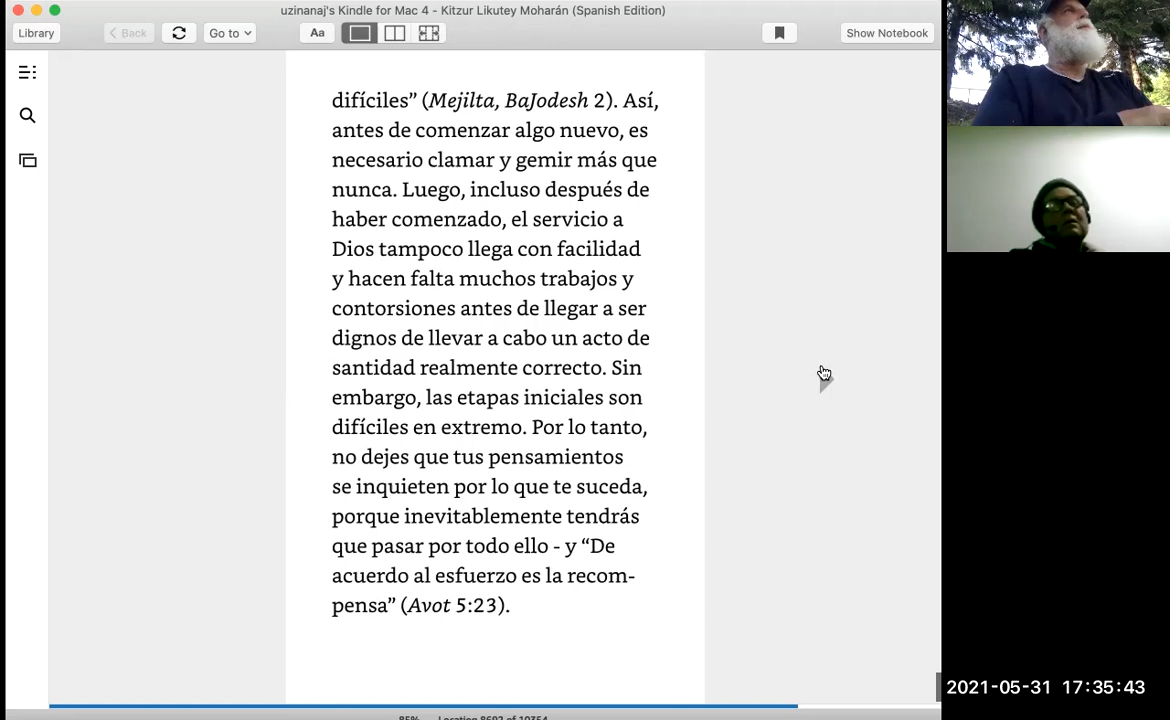 uzinanaj's Kindle for Mac 4 - Kitzur Likutey Moharán (Spanish Edition)
Library
Back
Go to
Aa
Show Notebook
difíciles” (Mejilta, BaJodesh 2). Así,
antes de comenzar algo nuevo, es
necesario clamar y gemir más que
nunca. Luego, incluso después de
haber comenzado, el servicio a
Dios tampoco llega con facilidad
y hacen falta muchos trabajos y
contorsiones antes de llegar a ser
dignos de llevar a cabo un acto de
santidad realmente correcto. Sin
embargo, las etapas iniciales son
difíciles en extremo. Por lo tanto,
no dejes que tus pensamientos
se inquieten por lo que te suceda,
porque inevitablemente tendrás
que pasar por todo ello - y “De
acuerdo al esfuerzo es la recom-
pensa” (Avot 5:23).
2021-05-31 17:35:43
85% Location 8692 of 10354